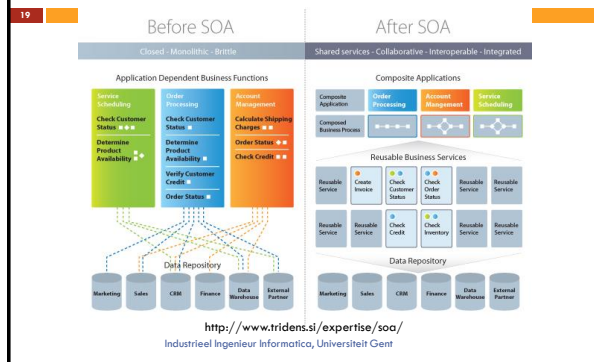 19
Before SOA
After SOA
Closed - Monolithic - Brittle
Shared services - Collaborative - Interoperable - Integrated
Application Dependent Business Functions
Service
Scheduling
Check Customer
Status
Determine
Product
Availability
Order
Processing
Check Customer
Status
Determine
Product
Availability
Verify Customer
Credit
Order Status
Account
Management
Calculate Shipping
Charges
Order Status
Check Credit
Data Repository
Marketing
Sales
CRM
Finance
Data
Warehouse
External
Partner
Composite Applications
Composite
Application
Order
Processing
Account
Mangement
Service
Scheduling
Composed
Business Process
Reusable Business Services
Reusable
Service
Create
Invoice
Check
Customer
Status
Check
Order
Status
Reusable
Service
Reusable
Service
Reusable
Service
Reusable
Service
Check
Credit
Check
Inventory
Reusable
Service
Reusable
Service
Data Repository
Marketing
Sales
CRM
Finance
Data
Warehouse
External
Partner
http://www.tridens.si/expertise/soa/
Industrieel Ingenieur Informatica, Universiteit Gent